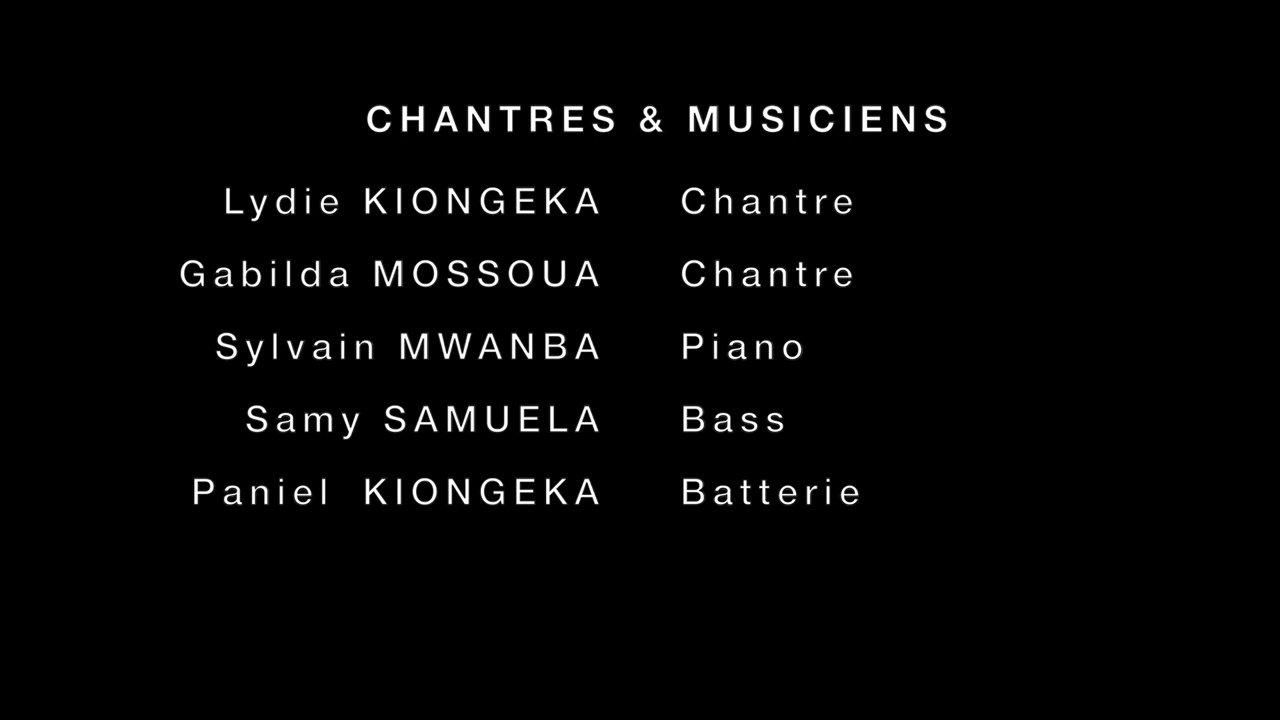 CHANTRES & MUSICIENS
Lydie KIONGEKA Chantre
Gabilda MOSSOUA Chantre
Sylvain MWANBA Piano
Samy SAMUELA Bass
Paniel KIONGEKA Batterie